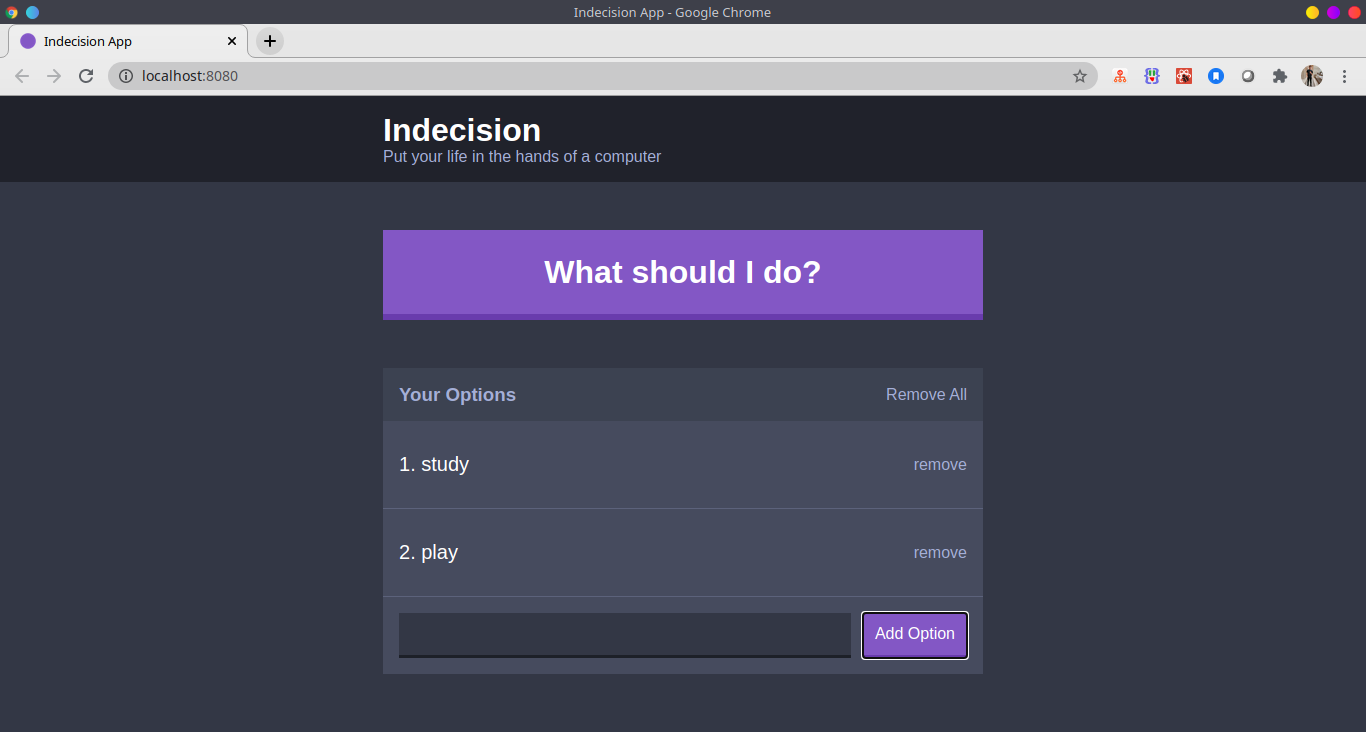 Indecision App - Google Chrome
Indecision App
localhost:8080
Indecision
Put your life in the hands of a computer
What should I do?
Your Options
Remove All
1. study
remove
2. play
remove
Add Option